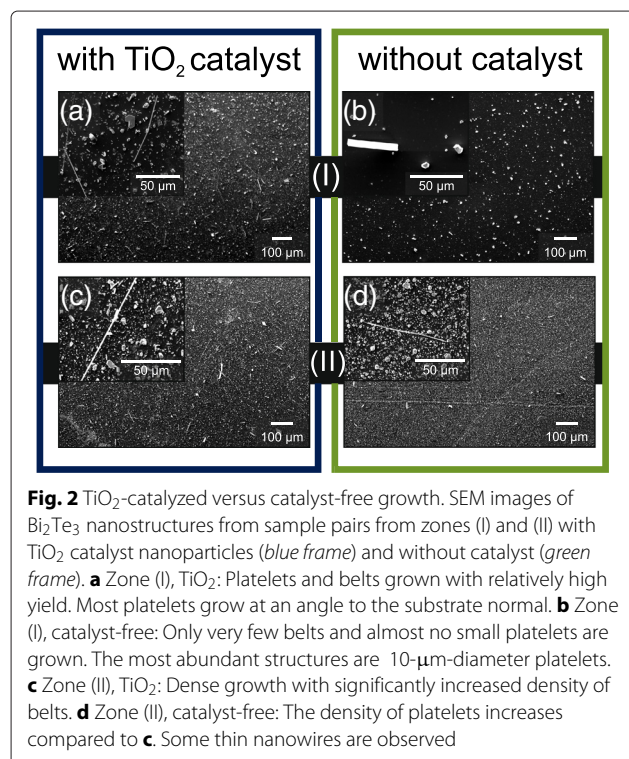 with TiO₂ catalyst
without catalyst
(a)
50 µm
100 µm
(I)
(b)
50 µm
100 µm
(c)
50 µm
100 µm
(II)
(d)
50 µm
100 µm
Fig. 2 TiO₂-catalyzed versus catalyst-free growth. SEM images of
Bi₂Te₃ nanostructures from sample pairs from zones (I) and (II) with
TiO₂ catalyst nanoparticles (blue frame) and without catalyst (green
frame). a Zone (I), TiO₂: Platelets and belts grown with relatively high
yield. Most platelets grow at an angle to the substrate normal. b Zone
(I), catalyst-free: Only very few belts and almost no small platelets are
grown. The most abundant structures are 10-µm-diameter platelets.
c Zone (II), TiO₂: Dense growth with significantly increased density of
belts. d Zone (II), catalyst-free: The density of platelets increases
compared to c. Some thin nanowires are observed